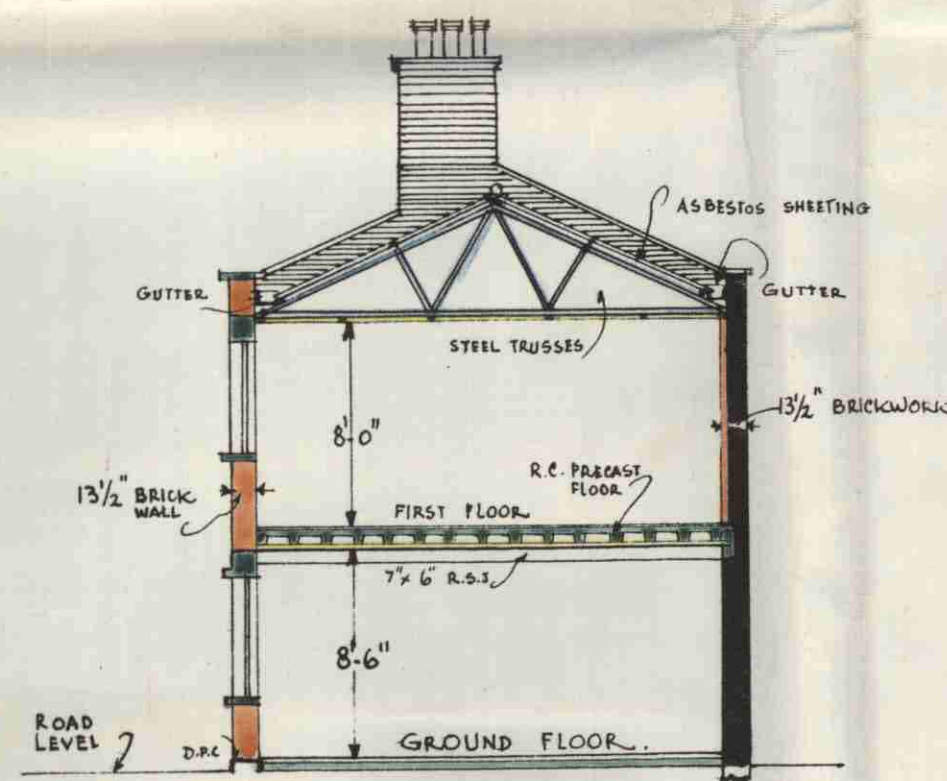 ASBESTOS SHEETING
GUTTER
GUTTER
STEEL TRUSSES
13½" BRICKWORK
8'-0"
R.C. PRECAST
FLOOR
13½" BRICK
WALL
FIRST FLOOR
7"x 6" R.S.J
8'-6"
ROAD
LEVEL
D.P.C
GROUND FLOOR.